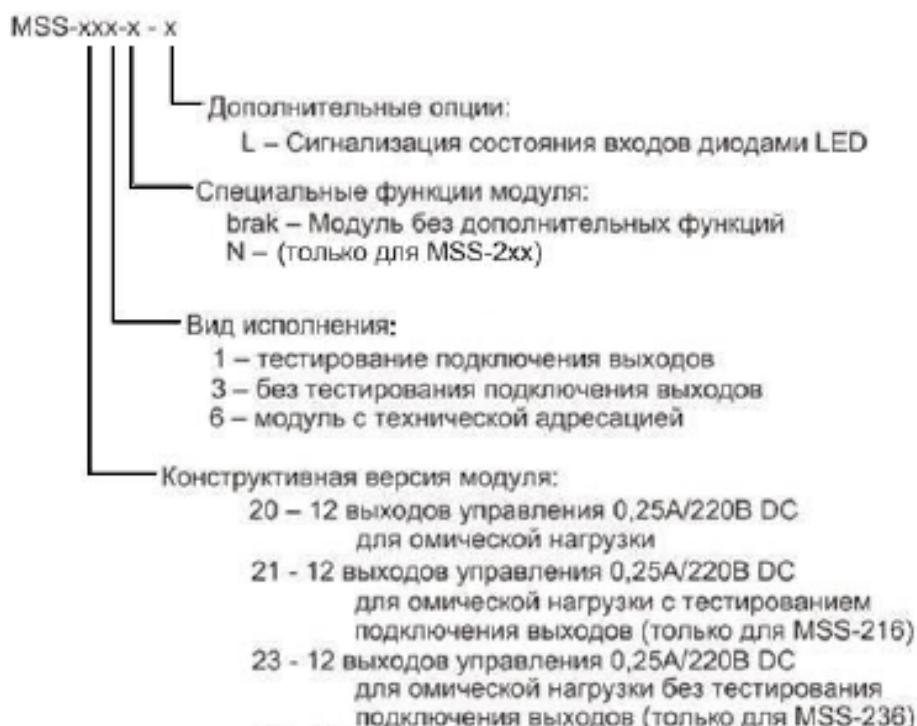 MSS-xxx-x - x
Дополнительные опции:
L – Сигнализация состояния входов диодами LED
Специальные функции модуля:
brak – Модуль без дополнительных функций
N – (только для MSS-2xx)
Вид исполнения:
1 – тестирование подключения выходов
3 – без тестирования подключения выходов
6 – модуль с технической адресацией
Конструктивная версия модуля:
20 – 12 выходов управления 0,25А/220В DC
для омической нагрузки
21 - 12 выходов управления 0,25А/220В DC
для омической нагрузки с тестированием
подключения выходов (только для MSS-216)
23 - 12 выходов управления 0,25А/220В DC
для омической нагрузки без тестирования
подключения выходов (только для MSS-236)